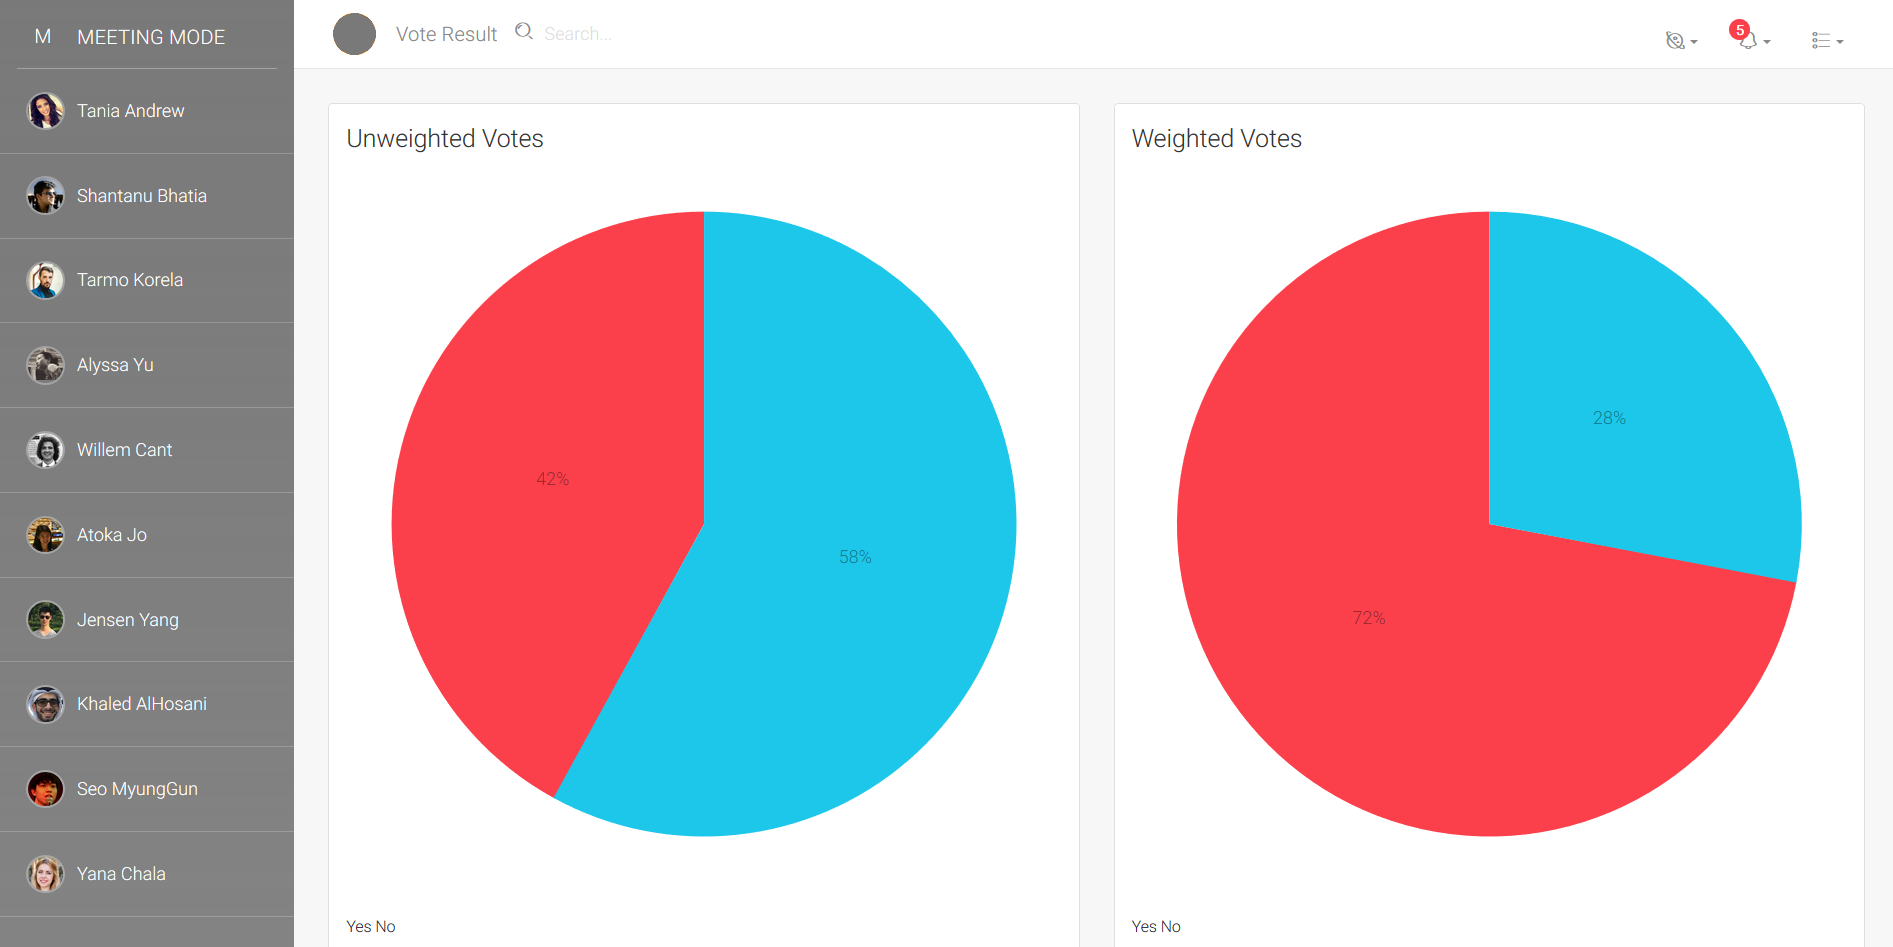 M MEETING MODE
Tania Andrew
Shantanu Bhatia
Tarmo Korela
Alyssa Yu
Willem Cant
Atoka Jo
Jensen Yang
Khaled AlHosani
Seo MyungGun
Yana Chala
Vote Result Search...
5
Unweighted Votes
42%
58%
Yes No
Weighted Votes
28%
72%
Yes No